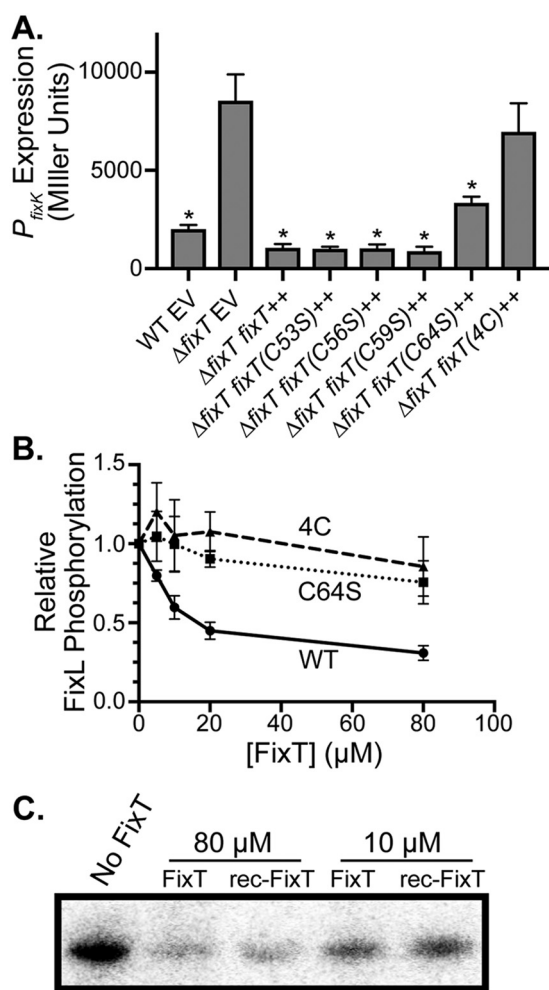 A.
P fixK Expression
(MIller Units)
10000
5000
0
*
*
*
*
*
*
WT EV
ΔfixT EV
ΔfixT fixT++
ΔfixT fixT(C53S)++
ΔfixT fixT(C56S)++
ΔfixT fixT(C59S)++
ΔfixT fixT(C64S)++
ΔfixT fixT(4C)++
B.
Relative
FixL Phosphorylation
1.5
1.0
0.5
0.0
4C
C64S
WT
0 20 40 60 80 100
[FixT] (µM)
C.
No FixT
80 µM 10 µM
FixT rec-FixT FixT rec-FixT